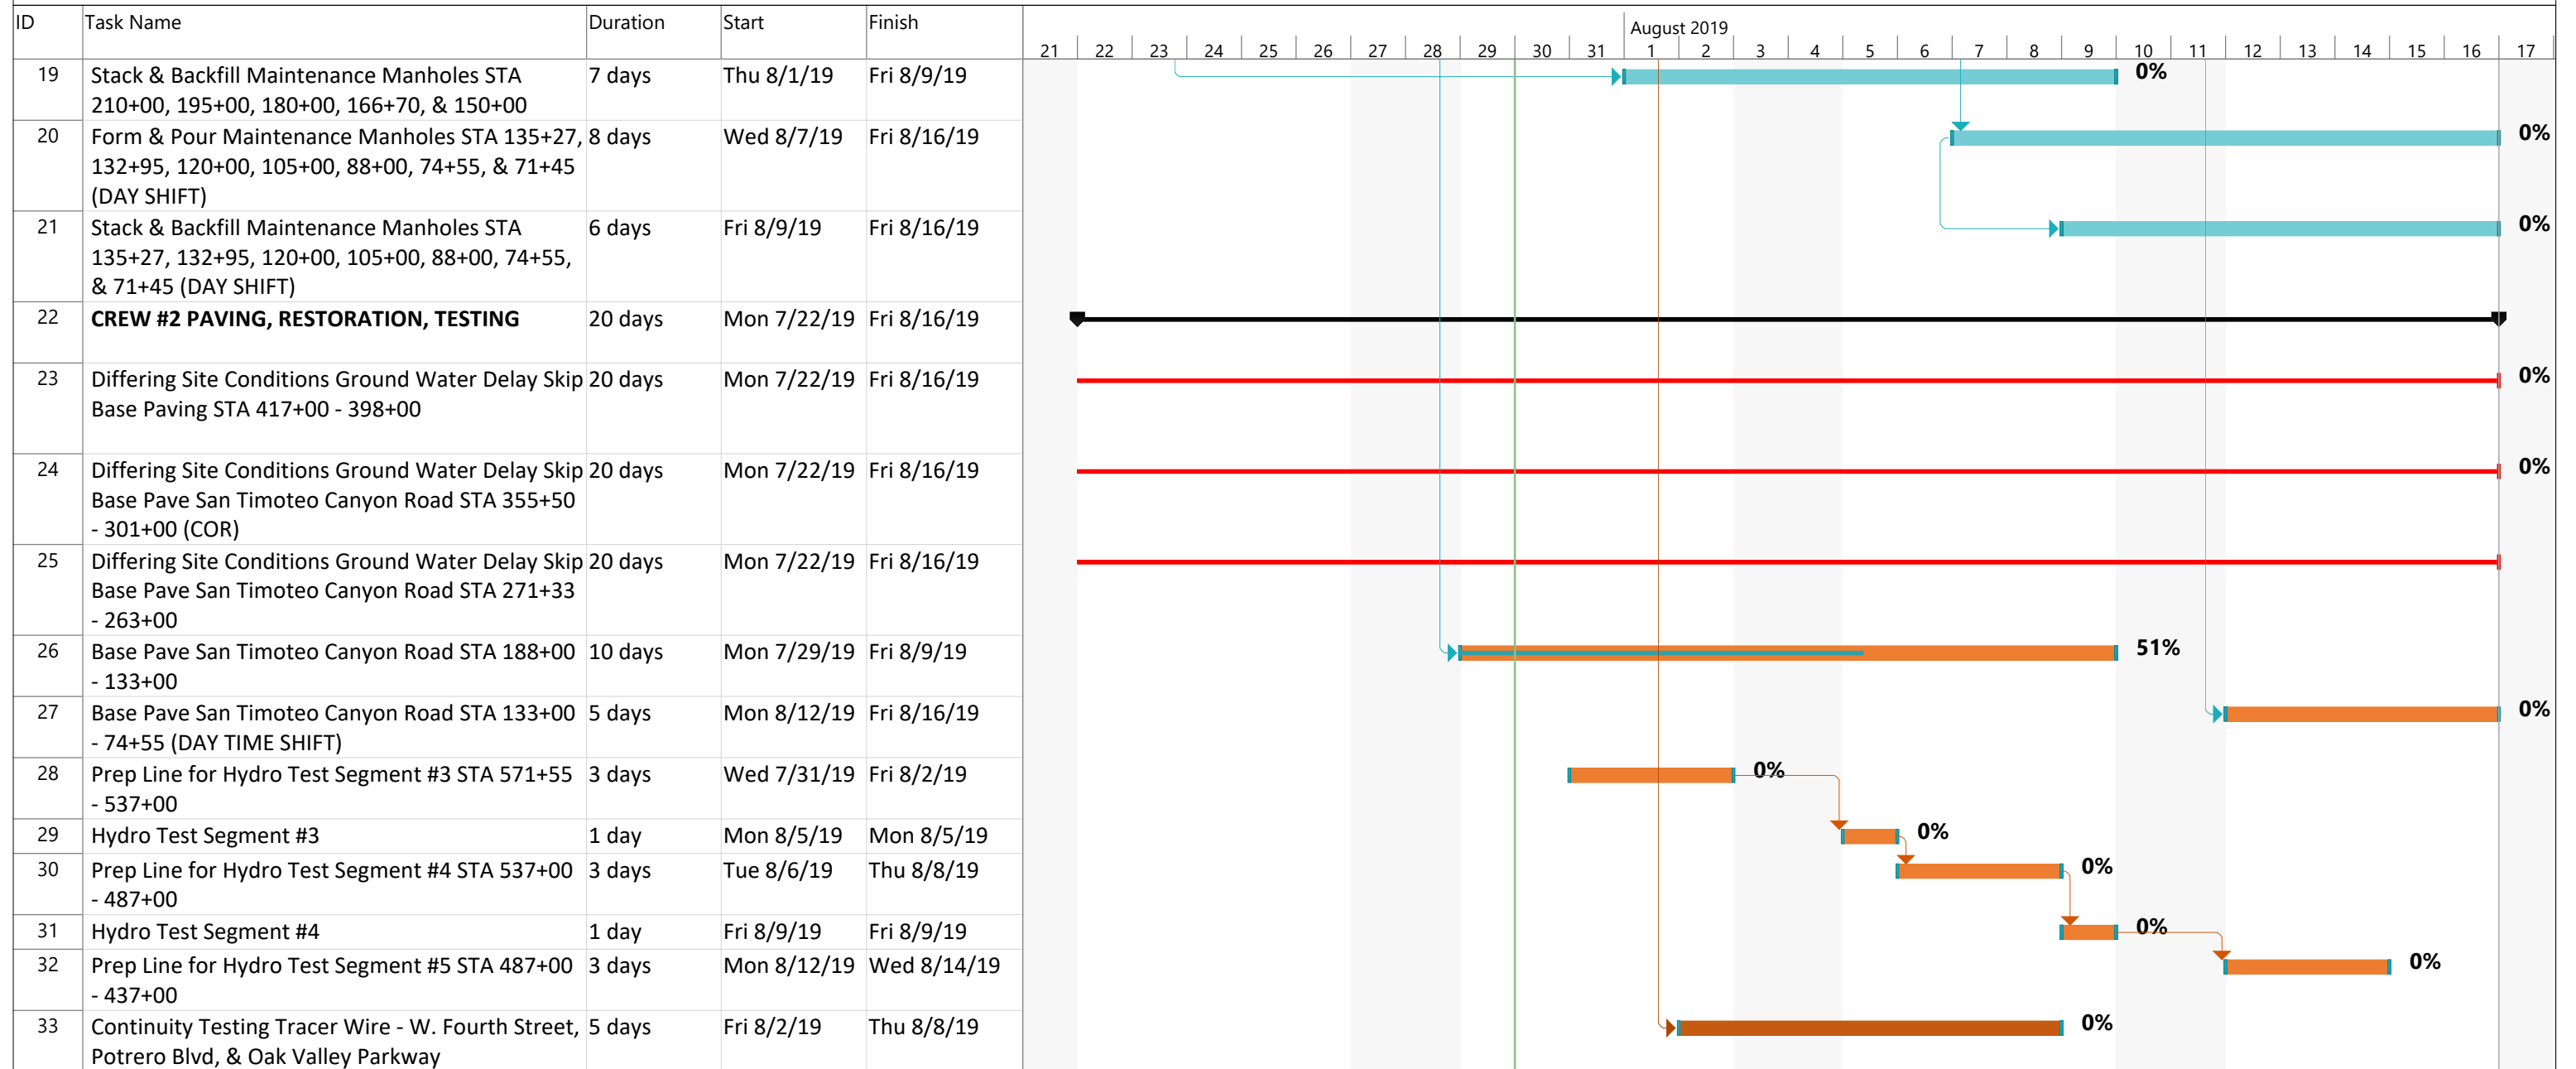 ID Task Name Duration Start Finish
August 2019
21 22 23 24 25 26 27 28 29 30 31 1 2 3 4 5 6 7 8 9 10 11 12 13 14 15 16 17
19 Stack & Backfill Maintenance Manholes STA 7 days Thu 8/1/19 Fri 8/9/19 0%
210+00, 195+00, 180+00, 166+70, & 150+00
20 Form & Pour Maintenance Manholes STA 135+27, 8 days Wed 8/7/19 Fri 8/16/19 0%
132+95, 120+00, 105+00, 88+00, 74+55, & 71+45
(DAY SHIFT)
21 Stack & Backfill Maintenance Manholes STA 6 days Fri 8/9/19 Fri 8/16/19 0%
135+27, 132+95, 120+00, 105+00, 88+00, 74+55,
& 71+45 (DAY SHIFT)
22 CREW #2 PAVING, RESTORATION, TESTING 20 days Mon 7/22/19 Fri 8/16/19
23 Differing Site Conditions Ground Water Delay Skip 20 days Mon 7/22/19 Fri 8/16/19 0%
Base Paving STA 417+00 - 398+00
24 Differing Site Conditions Ground Water Delay Skip 20 days Mon 7/22/19 Fri 8/16/19 0%
Base Pave San Timoteo Canyon Road STA 355+50
- 301+00 (COR)
25 Differing Site Conditions Ground Water Delay Skip 20 days Mon 7/22/19 Fri 8/16/19
Base Pave San Timoteo Canyon Road STA 271+33
- 263+00
26 Base Pave San Timoteo Canyon Road STA 188+00 10 days Mon 7/29/19 Fri 8/9/19 51%
- 133+00
27 Base Pave San Timoteo Canyon Road STA 133+00 5 days Mon 8/12/19 Fri 8/16/19 0%
- 74+55 (DAY TIME SHIFT)
28 Prep Line for Hydro Test Segment #3 STA 571+55 3 days Wed 7/31/19 Fri 8/2/19 0%
- 537+00
29 Hydro Test Segment #3 1 day Mon 8/5/19 Mon 8/5/19 0%
30 Prep Line for Hydro Test Segment #4 STA 537+00 3 days Tue 8/6/19 Thu 8/8/19 0%
- 487+00
31 Hydro Test Segment #4 1 day Fri 8/9/19 Fri 8/9/19 0%
32 Prep Line for Hydro Test Segment #5 STA 487+00 3 days Mon 8/12/19 Wed 8/14/19 0%
- 437+00
33 Continuity Testing Tracer Wire - W. Fourth Street, 5 days Fri 8/2/19 Thu 8/8/19 0%
Potrero Blvd, & Oak Valley Parkway